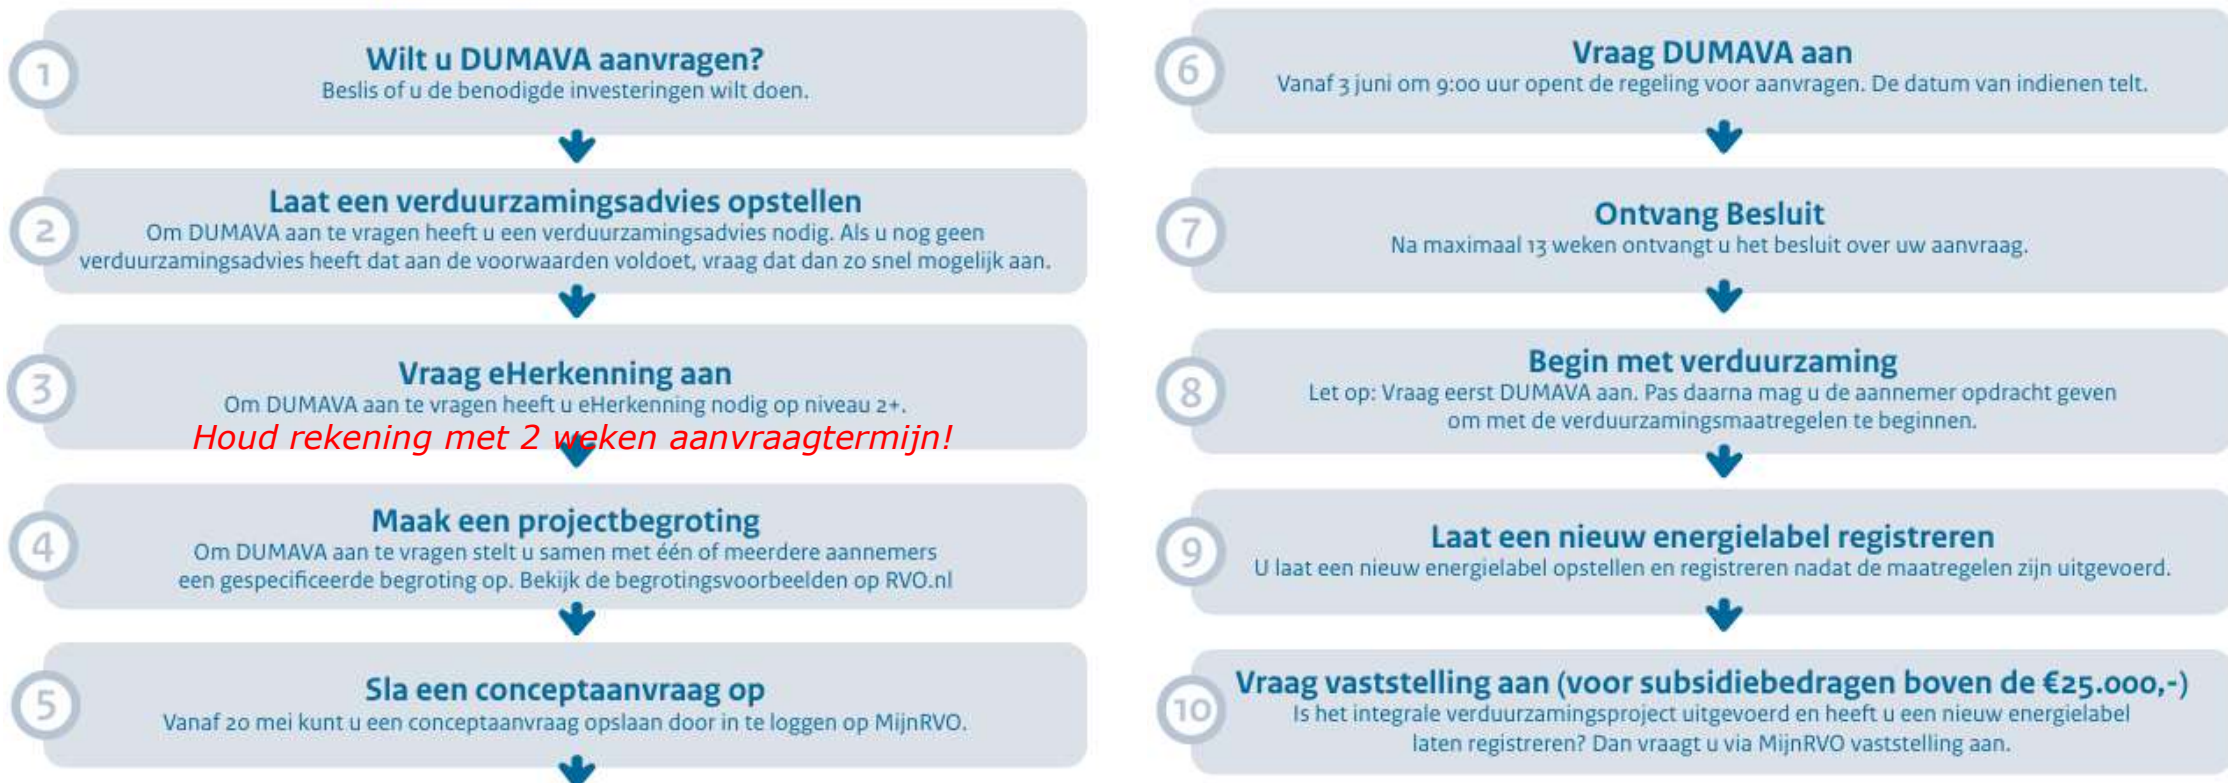 1
Wilt u DUMAVA aanvragen?
Beslis of u de benodigde investeringen wilt doen.
2
Laat een verduurzamingsadvies opstellen
Om DUMAVA aan te vragen heeft u een verduurzamingsadvies nodig. Als u nog geen
verduurzamingsadvies heeft dat aan de voorwaarden voldoet, vraag dat dan zo snel mogelijk aan.
3
Vraag eHerkenning aan
Om DUMAVA aan te vragen heeft u eHerkenning nodig op niveau 2+.
Houd rekening met 2 weken aanvraagtermijn!
4
Maak een projectbegroting
Om DUMAVA aan te vragen stelt u samen met één of meerdere aannemers
een gespecificeerde begroting op. Bekijk de begrotingsvoorbeelden op RVO.nl
5
Sla een conceptaanvraag op
Vanaf 20 mei kunt u een conceptaanvraag opslaan door in te loggen op MijnRVO.
6
Vraag DUMAVA aan
Vanaf 3 juni om 9:00 uur opent de regeling voor aanvragen. De datum van indienen telt.
7
Ontvang Besluit
Na maximaal 13 weken ontvangt u het besluit over uw aanvraag.
8
Begin met verduurzaming
Let op: Vraag eerst DUMAVA aan. Pas daarna mag u de aannemer opdracht geven
om met de verduurzamingsmaatregelen te beginnen.
9
Laat een nieuw energielabel registreren
U laat een nieuw energielabel opstellen en registreren nadat de maatregelen zijn uitgevoerd.
10
Vraag vaststelling aan (voor subsidiebedragen boven de €25.000,-)
Is het integrale verduurzamingsproject uitgevoerd en heeft u een nieuw energielabel
laten registreren? Dan vraagt u via MijnRVO vaststelling aan.